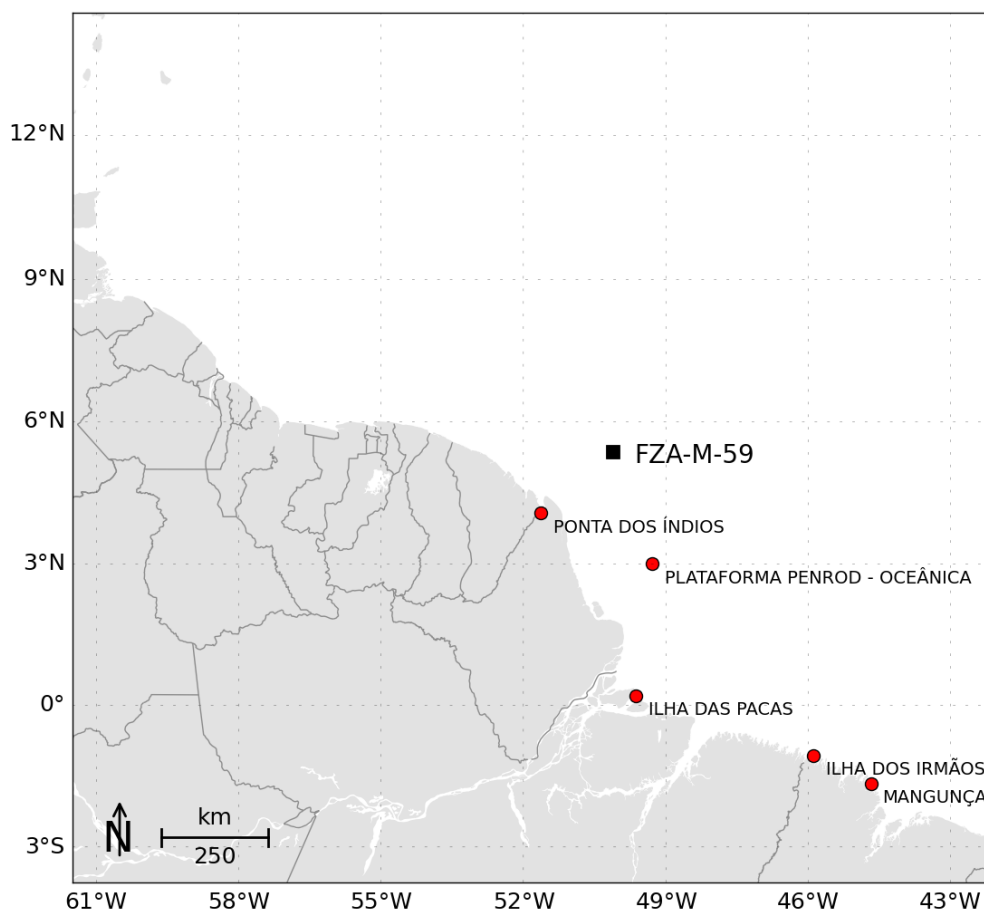 12°N
9°N
6°N
FZA-M-59
PONTA DOS ÍNDIOS
3°N
PLATAFORMA PENROD - OCEÂNICA
0°
ILHA DAS PACAS
ILHA DOS IRMÃOS
MANGUNÇA
N
km
250
3°S
61°W 58°W 55°W 52°W 49°W 46°W 43°W